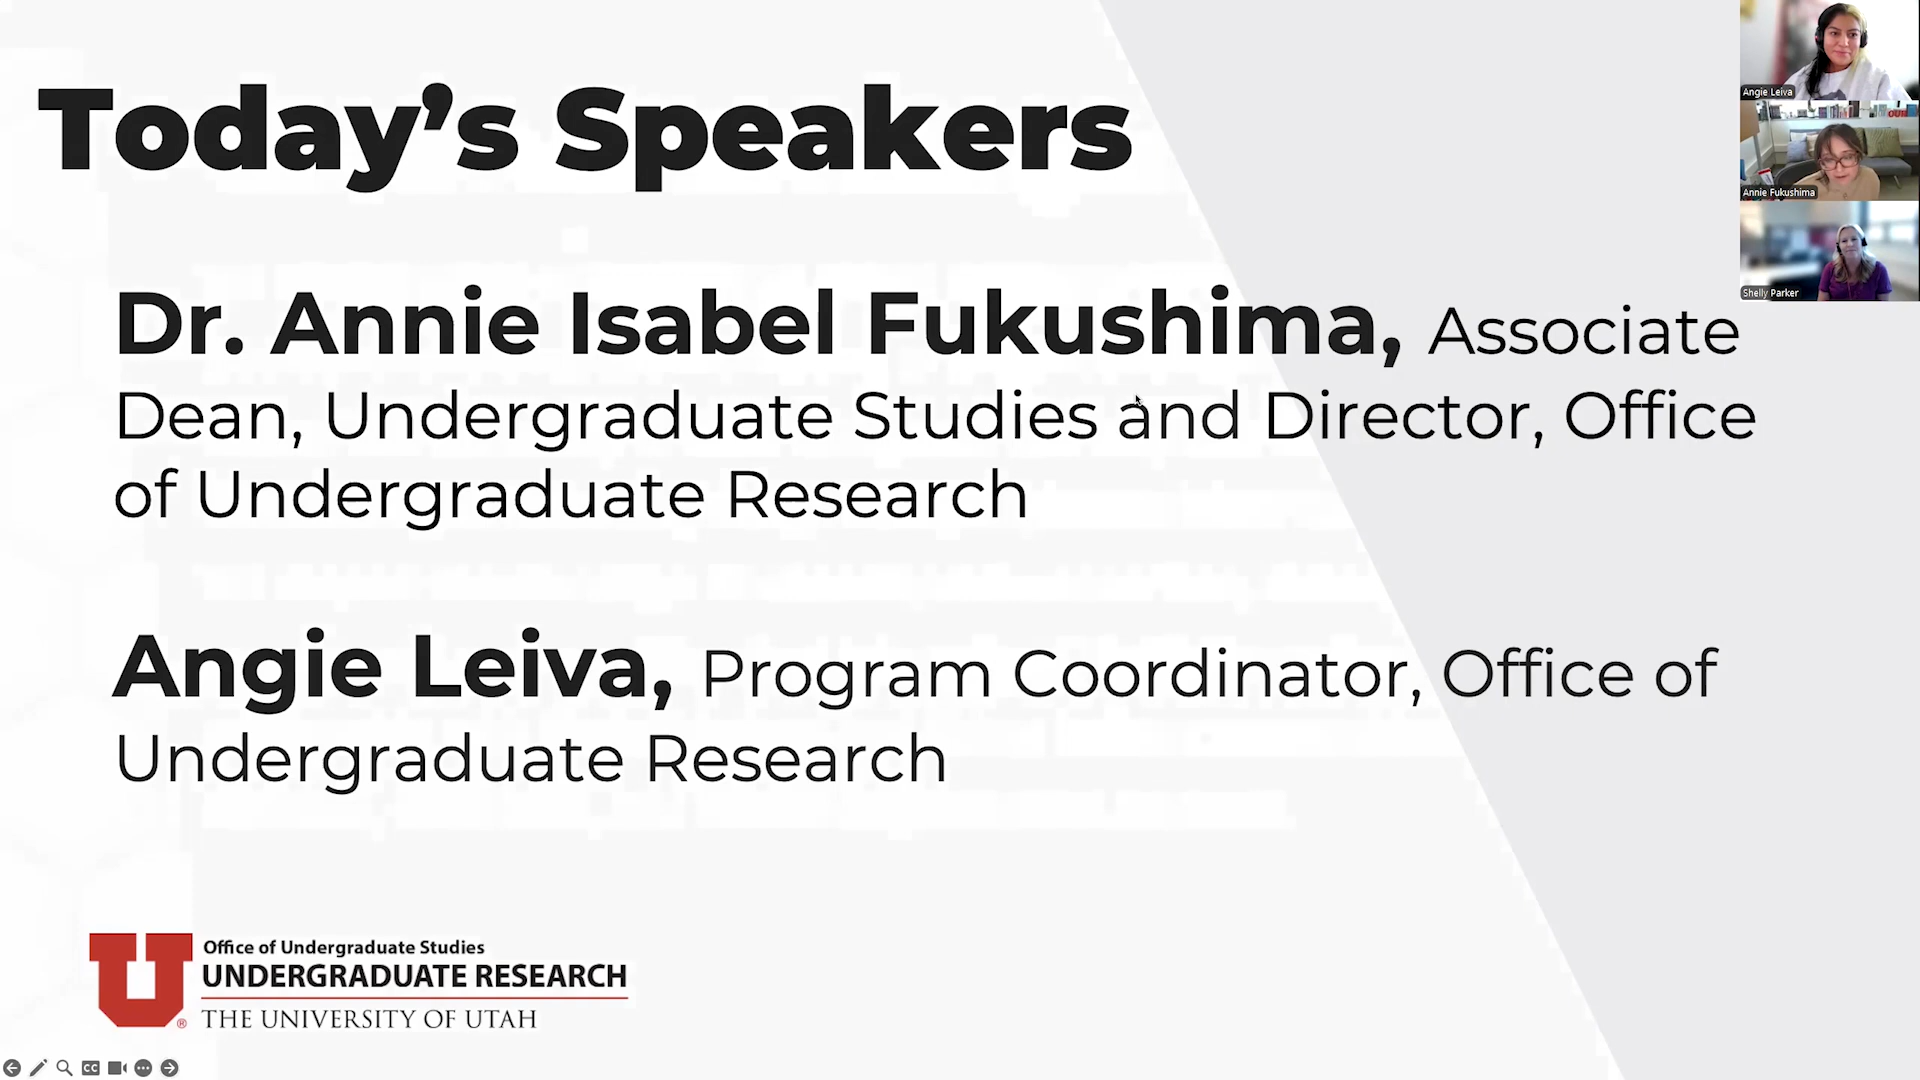 Today's Speakers
Dr. Annie Isabel Fukushima, Associate
Dean, Undergraduate Studies and Director, Office
of Undergraduate Research
Angie Leiva, Program Coordinator, Office of
Undergraduate Research
Office of Undergraduate Studies
UNDERGRADUATE RESEARCH
THE UNIVERSITY OF UTAH
®
Angie Leiva
OUR
Annie Fukushima
Shelly Parker
CC